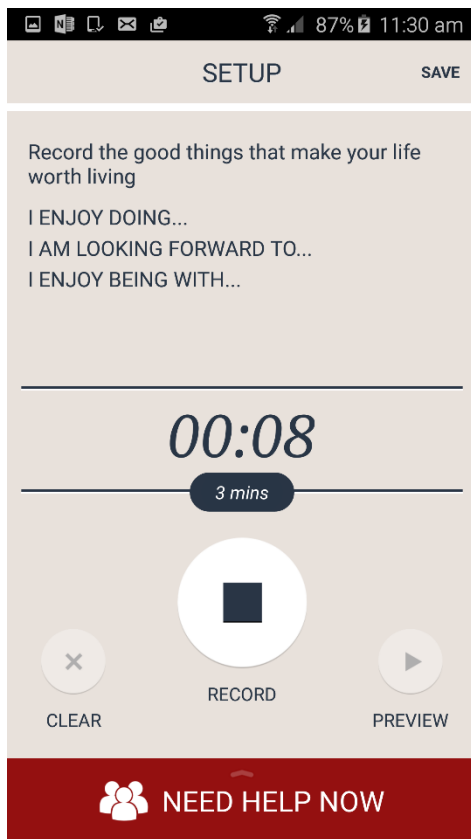 87% 11:30 am
SETUP SAVE
Record the good things that make your life
worth living
I ENJOY DOING...
I AM LOOKING FORWARD TO...
I ENJOY BEING WITH...
00:08
3 mins
RECORD
CLEAR PREVIEW
NEED HELP NOW